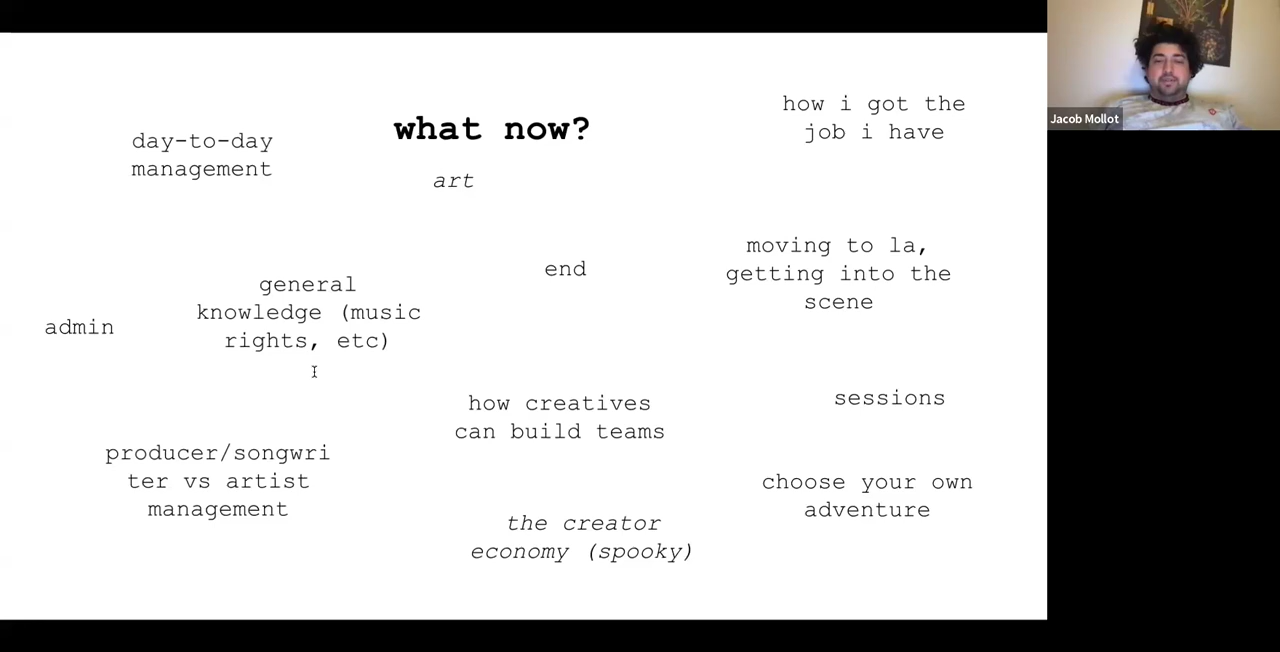 what now?
how i got the
job i have
day-to-day
management
art
moving to la,
getting into the
scene
end
general
knowledge (music
rights, etc)
admin
how creatives
can build teams
sessions
producer/songwri
ter vs artist
management
choose your own
adventure
the creator
economy (spooky)
Jacob Mollot